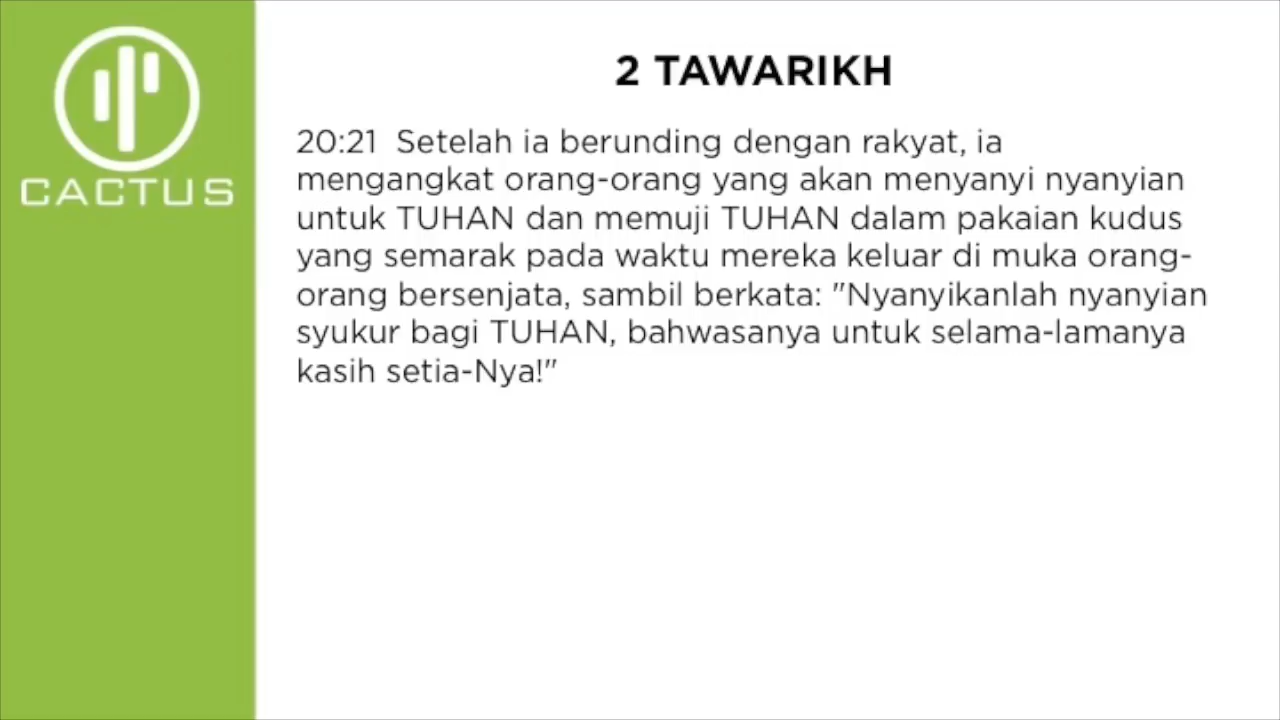 CACTUS
2 TAWARIKH
20:21 Setelah ia berunding dengan rakyat, ia
mengangkat orang-orang yang akan menyanyi nyanyian
untuk TUHAN dan memuji TUHAN dalam pakaian kudus
yang semarak pada waktu mereka keluar di muka orang-
orang bersenjata, sambil berkata: "Nyanyikanlah nyanyian
syukur bagi TUHAN, bahwasanya untuk selama-lamanya
kasih setia-Nya!"